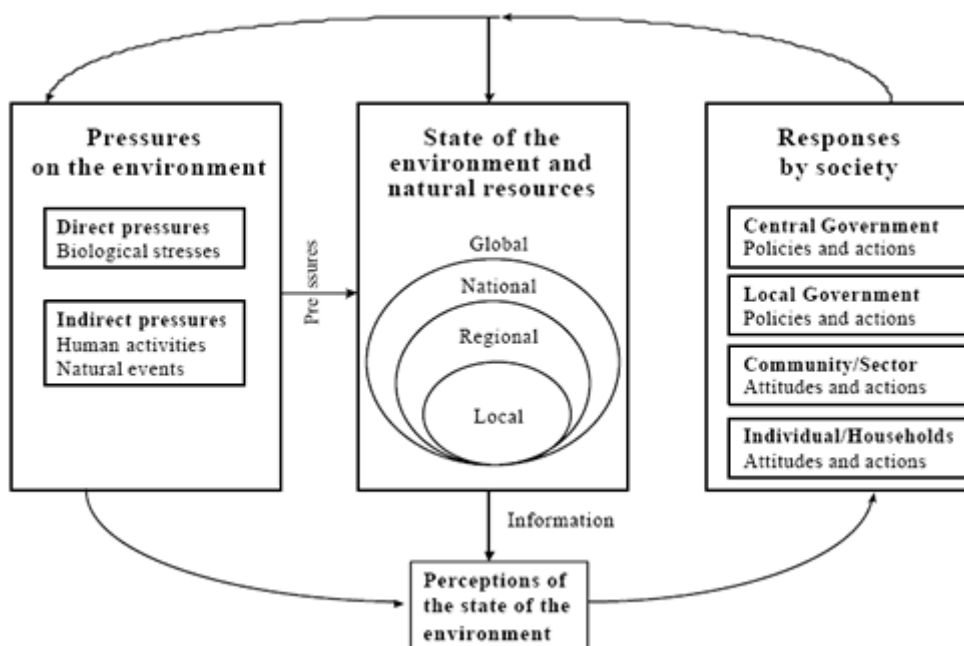 Pressures
on the environment
Direct pressures
Biological stresses
Indirect pressures
Human activities
Natural events
Pressures
State of the
environment and
natural resources
Global
National
Regional
Local
Information
Perceptions of
the state of the
environment
Responses
by society
Central Government
Policies and actions
Local Government
Policies and actions
Community/Sector
Attitudes and actions
Individual/Households
Attitudes and actions